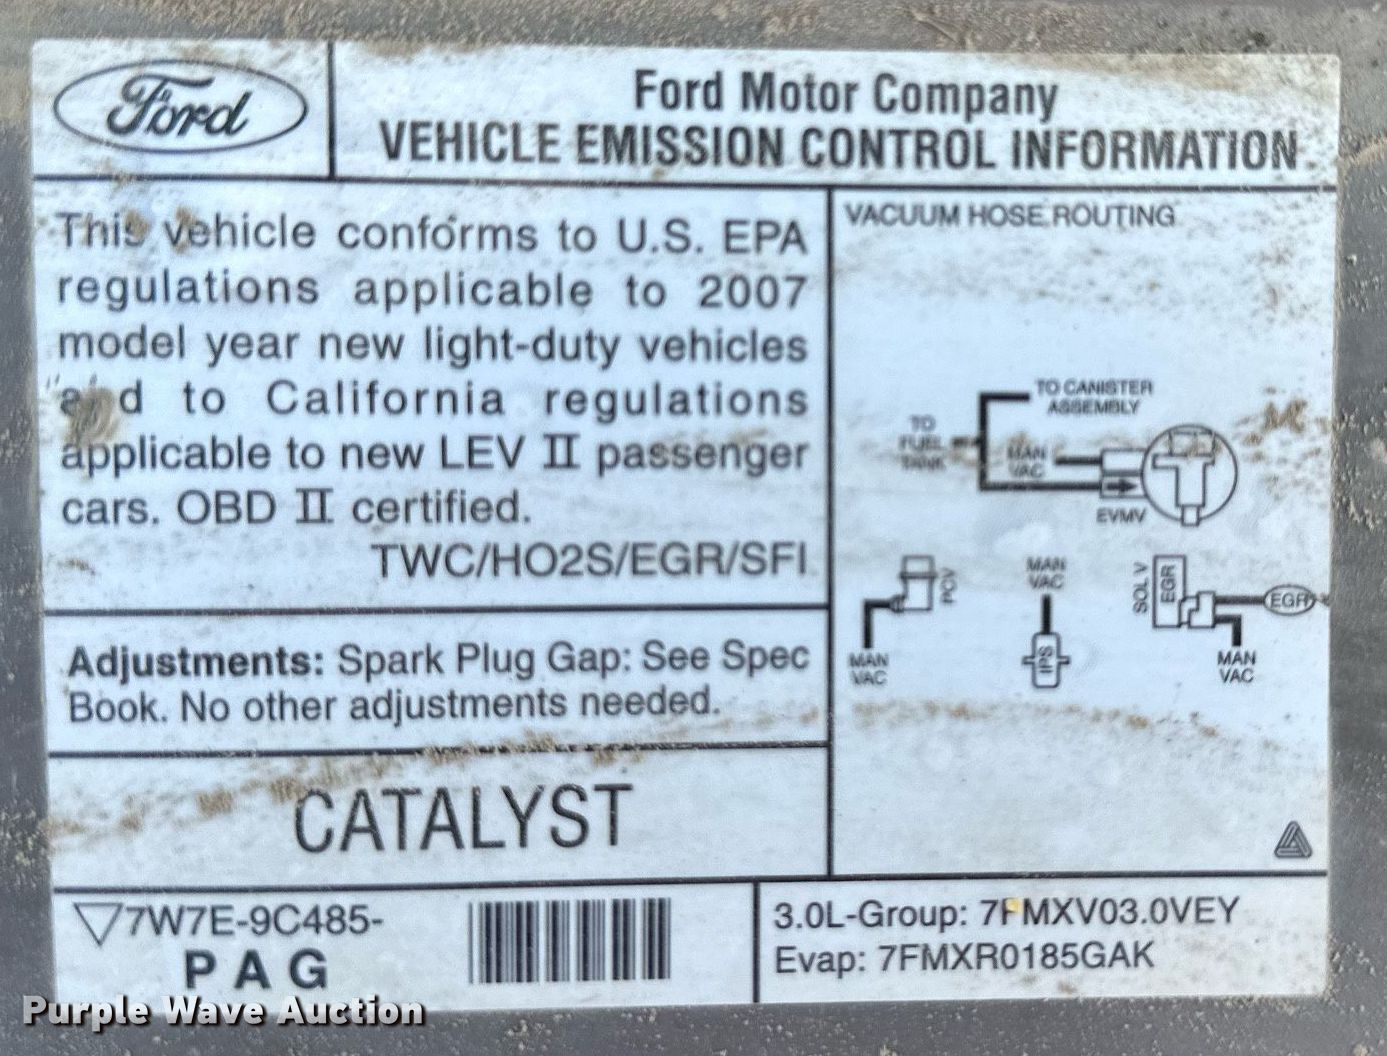 Ford
Ford Motor Company
VEHICLE EMISSION CONTROL INFORMATION
This vehicle conforms to U.S. EPA
regulations applicable to 2007
model year new light-duty vehicles
and to California regulations
applicable to new LEV II passenger
cars. OBD II certified.
TWC/HO2S/EGR/SFI
Adjustments: Spark Plug Gap: See Spec
Book. No other adjustments needed.
CATALYST
7W7E-9C485-
PAG
VACUUM HOSE ROUTING
TO CANISTER
ASSEMBLY
TO
FUEL
TANK
MAN
VAC
EVMV
PCV
MAN
VAC
MAN
VAC
IPS
SOL V
EGR
EGR
MAN
VAC
3.0L-Group: 7FMXV03.0VEY
Evap: 7FMXR0185GAK
Purple Wave Auction